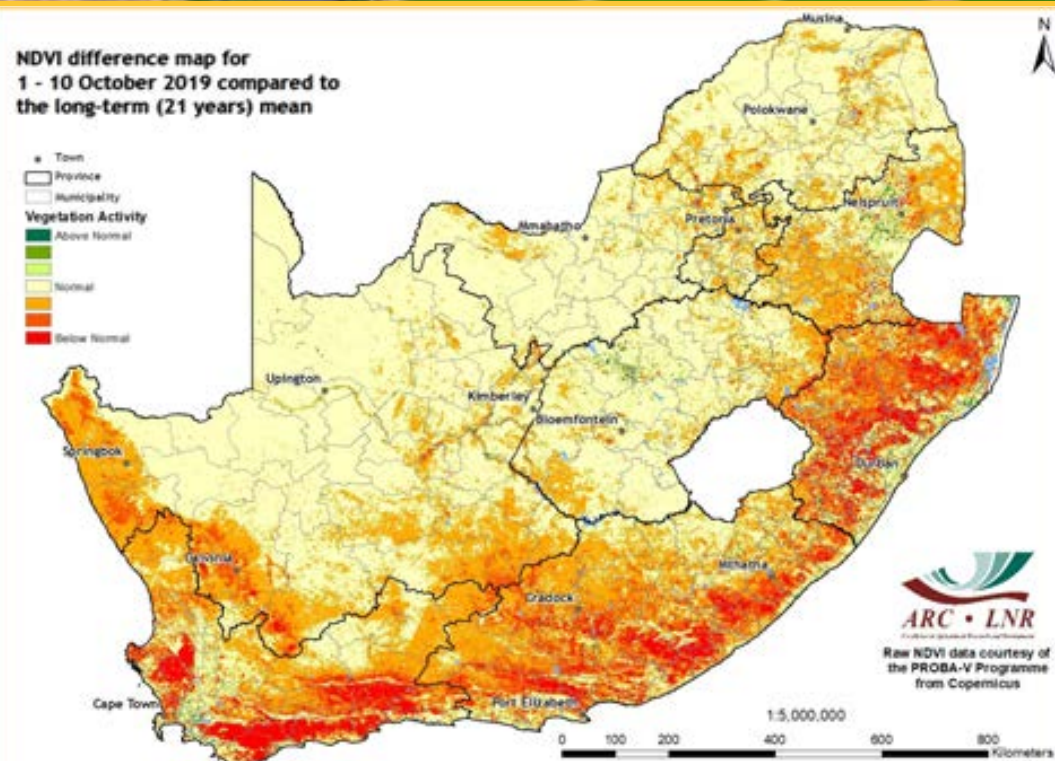 NDVI difference map for
1 - 10 October 2019 compared to
the long-term (21 years) mean
N
Town
Province
Municipality
Vegetation Activity
Above Normal
Normal
Below Normal
Musina
Polokwane
Nelspruit
Pretoria
Mmabatho
Upington
Kimberley
Bloemfontein
Springbok
Durban
Calvinia
Mthatha
Cradock
Cape Town
Port Elizabeth
ARC • LNR
Raw NDVI data courtesy of
the PROBA-V Programme
from Copernicus
1:5,000,000
0 100 200 400 600 800
Kilometers